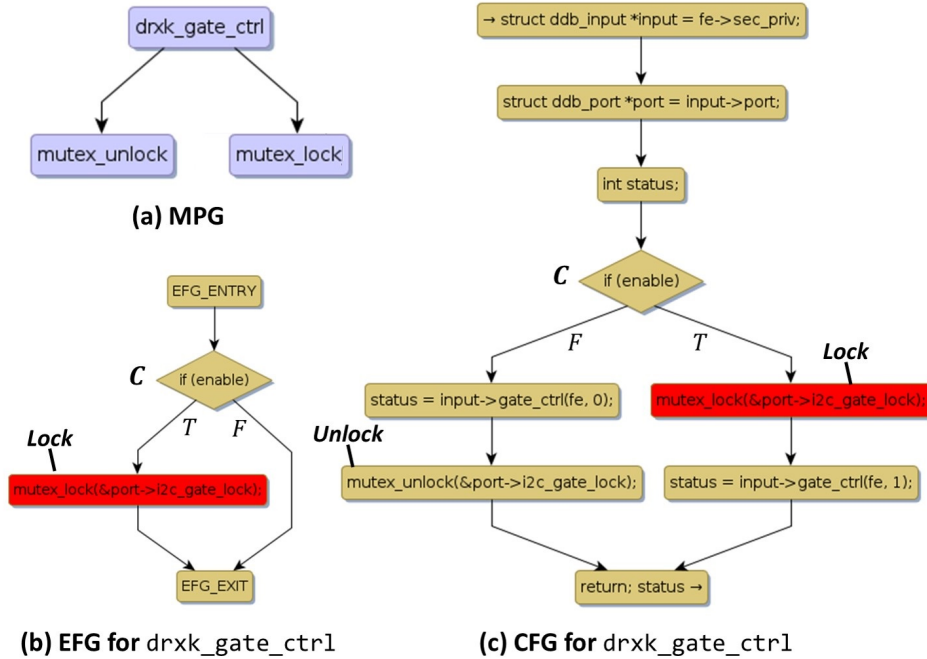 drxk_gate_ctrl
mutex_unlock
mutex_lock
(a) MPG
EFG_ENTRY
C
if (enable)
T
F
Lock
mutex_lock(&port->i2c_gate_lock);
EFG_EXIT
(b) EFG for drxk_gate_ctrl
→ struct ddb_input *input = fe->sec_priv;
struct ddb_port *port = input->port;
int status;
C
if (enable)
F
T
Lock
status = input->gate_ctrl(fe, 0);
mutex_lock(&port->i2c_gate_lock);
Unlock
mutex_unlock(&port->i2c_gate_lock);
status = input->gate_ctrl(fe, 1);
return; status →
(c) CFG for drxk_gate_ctrl